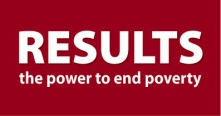 RESULTS
the power to end poverty